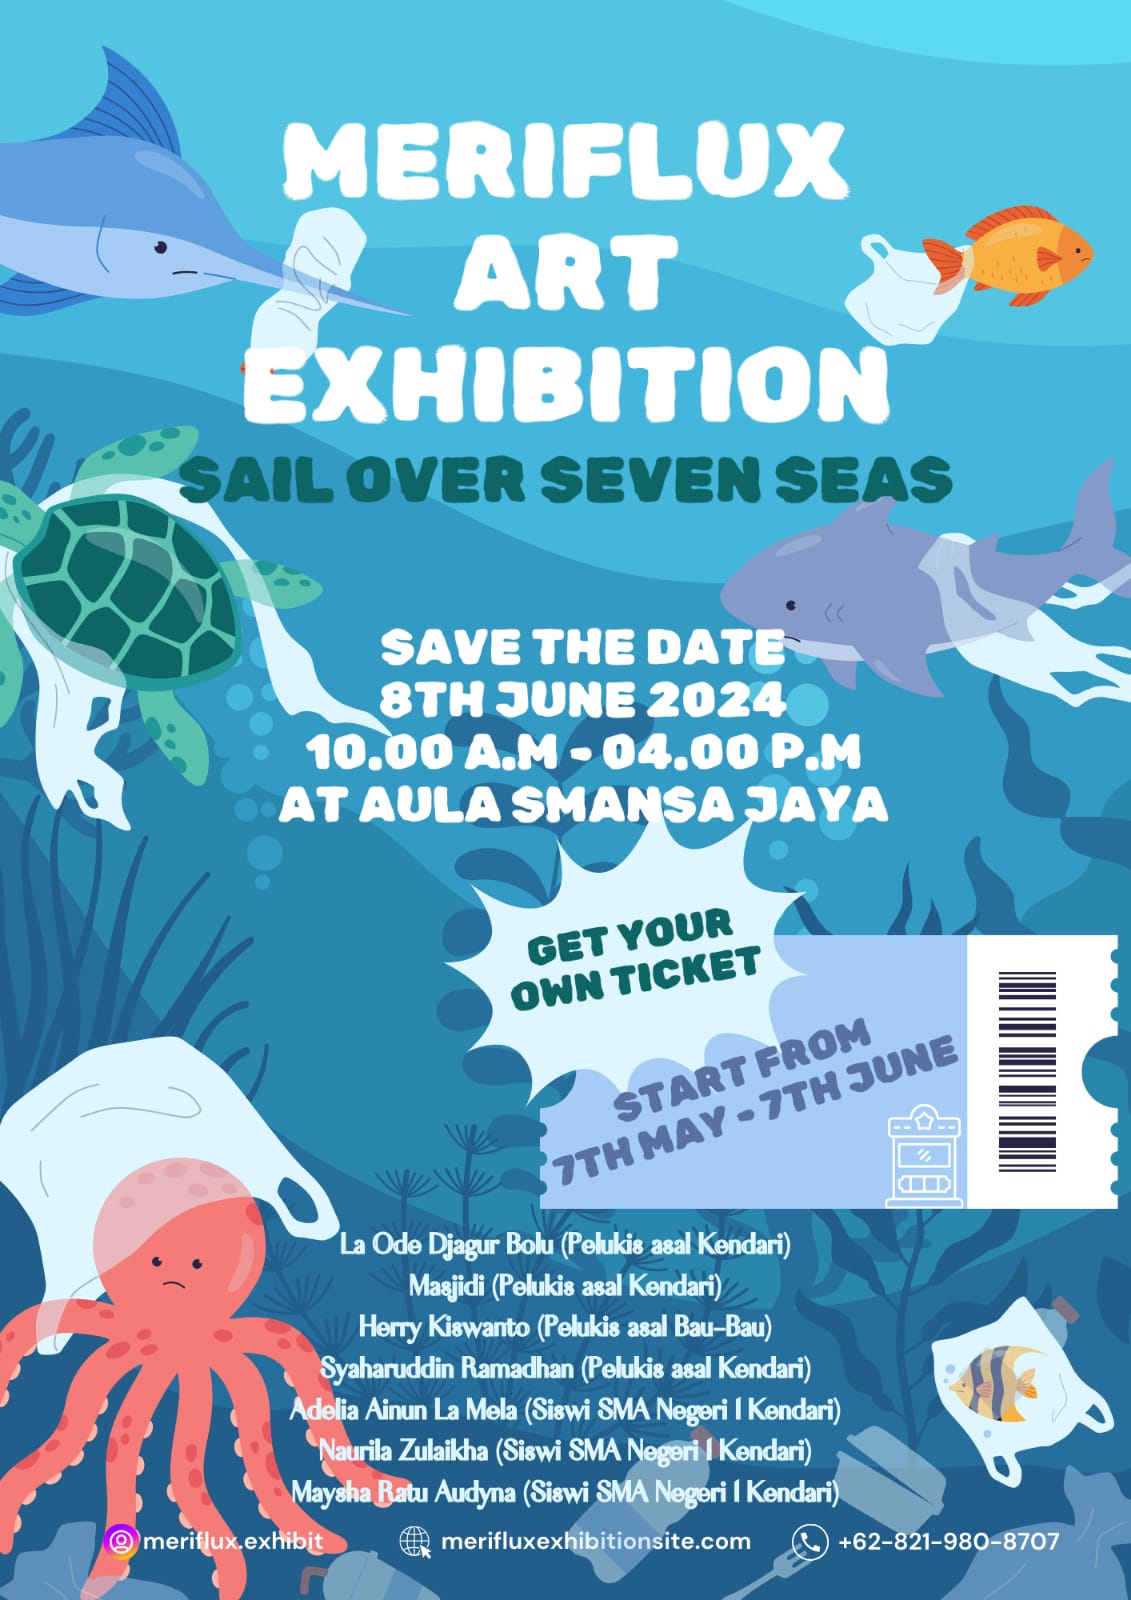 MERIFLUX
ART
EXHIBITION
SAIL OVER SEVEN SEAS
SAVE THE DATE
8TH JUNE 2024
10.00 A.M - 04.00 P.M
AT AULA SMANSA JAYA
GET YOUR
OWN TICKET
START FROM
7TH MAY - 7TH JUNE
La Ode Djagur Bolu (Pelukis asal Kendari)
Masjidi (Pelukis asal Kendari)
Herry Kiswanto (Pelukis asal Bau-Bau)
Syaharuddin Ramadhan (Pelukis asal Kendari)
Adelia Ainun La Mela (Siswi SMA Negeri 1 Kendari)
Naurila Zulaikha (Siswi SMA Negeri 1 Kendari)
Maysha Ratu Audyna (Siswi SMA Negeri 1 Kendari)
meriflux.exhibit merifluxexhibitionsite.com +62-821-980-8707